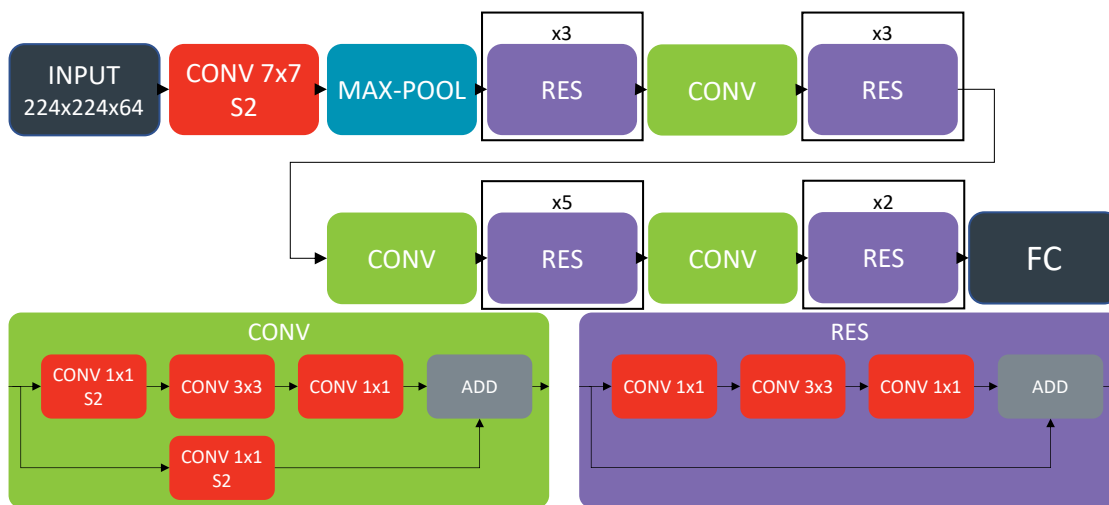 x3
x3
INPUT
224x224x64
CONV 7x7
S2
MAX-POOL
RES
CONV
RES
x5
x2
CONV
RES
CONV
RES
FC
CONV
CONV 1x1
S2
CONV 3x3
CONV 1x1
ADD
CONV 1x1
S2
RES
CONV 1x1
CONV 3x3
CONV 1x1
ADD